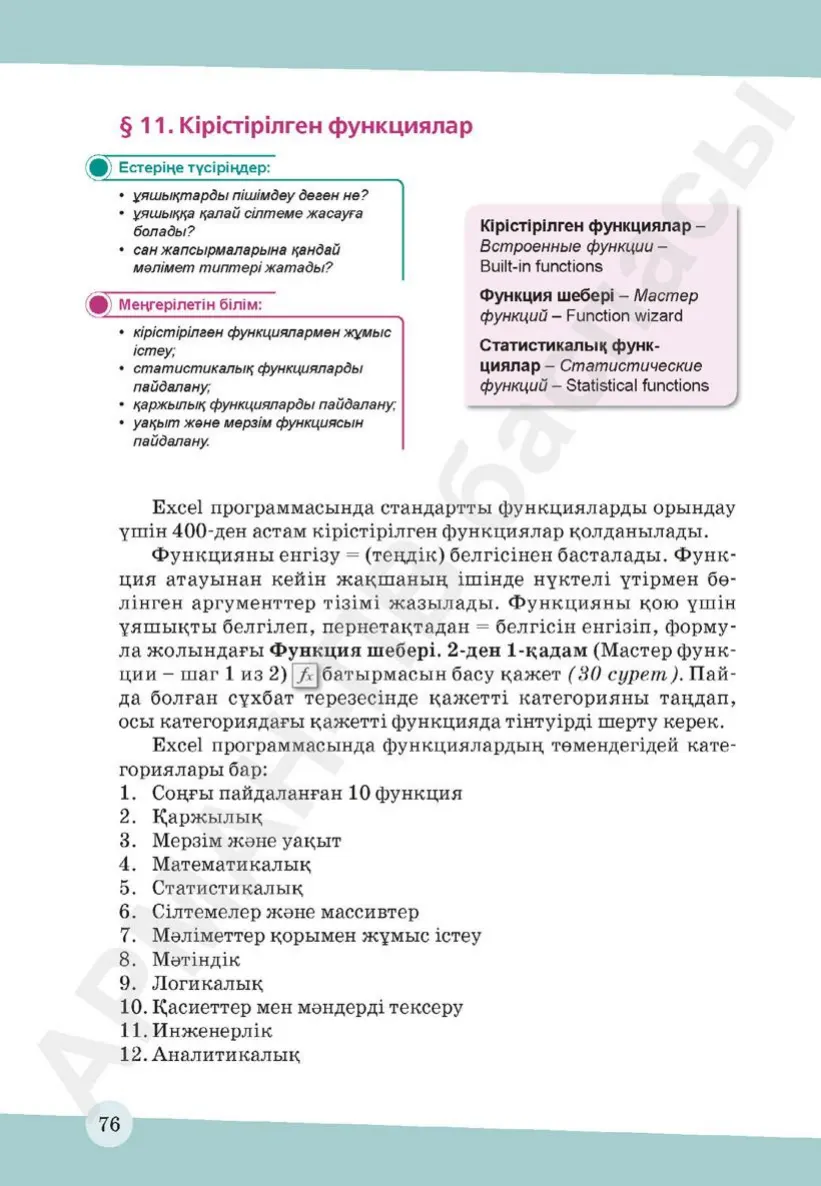 § 11. Кірістірілген функциялар
Естеріңе түсіріңдер:
• ұяшықтарды пішімдеу деген не?
• ұяшыққа қалай сілтеме жасауға
болады?
• сан жапсырмаларына қандай
мәлімет типтері жатады?
Меңгерілетін білім:
• кірістірілген функциялармен жұмыс
істеу;
• статистикалық функцияларды
пайдалану;
• қаржылық функцияларды пайдалану;
• уақыт және мерзім функциясын
пайдалану.
Кірістірілген функциялар –
Встроенные функции –
Built-in functions
Функция шебері – Мастер
функций – Function wizard
Статистикалық функ-
циялар – Статистические
функций – Statistical functions
Excel программасында стандартты функцияларды орындау
үшін 400-ден астам кірістірілген функциялар қолданылады.
Функцияны енгізу = (теңдік) белгісінен басталады. Функ-
ция атауынан кейін жақшаның ішінде нүктелі үтірмен бө-
лінген аргументтер тізімі жазылады. Функцияны қою үшін
ұяшықты белгілеп, пернетақтадан = белгісін енгізіп, форму-
ла жолындағы Функция шебері. 2-ден 1-қадам (Мастер функ-
ции – шаг 1 из 2) fx батырмасын басу қажет (30 сурет). Пай-
да болған сұхбат терезесінде қажетті категорияны таңдап,
осы категориядағы қажетті функцияда тінтуірді шерту керек.
Excel программасында функциялардың төмендегідей кате-
гориялары бар:
1. Соңғы пайдаланған 10 функция
2. Қаржылық
3. Мерзім және уақыт
4. Математикалық
5. Статистикалық
6. Сілтемелер және массивтер
7. Мәліметтер қорымен жұмыс істеу
8. Мәтіндік
9. Логикалық
10. Қасиеттер мен мәндерді тексеру
11. Инженерлік
12. Аналитикалық
76
АРМАН-ПВ баспасы